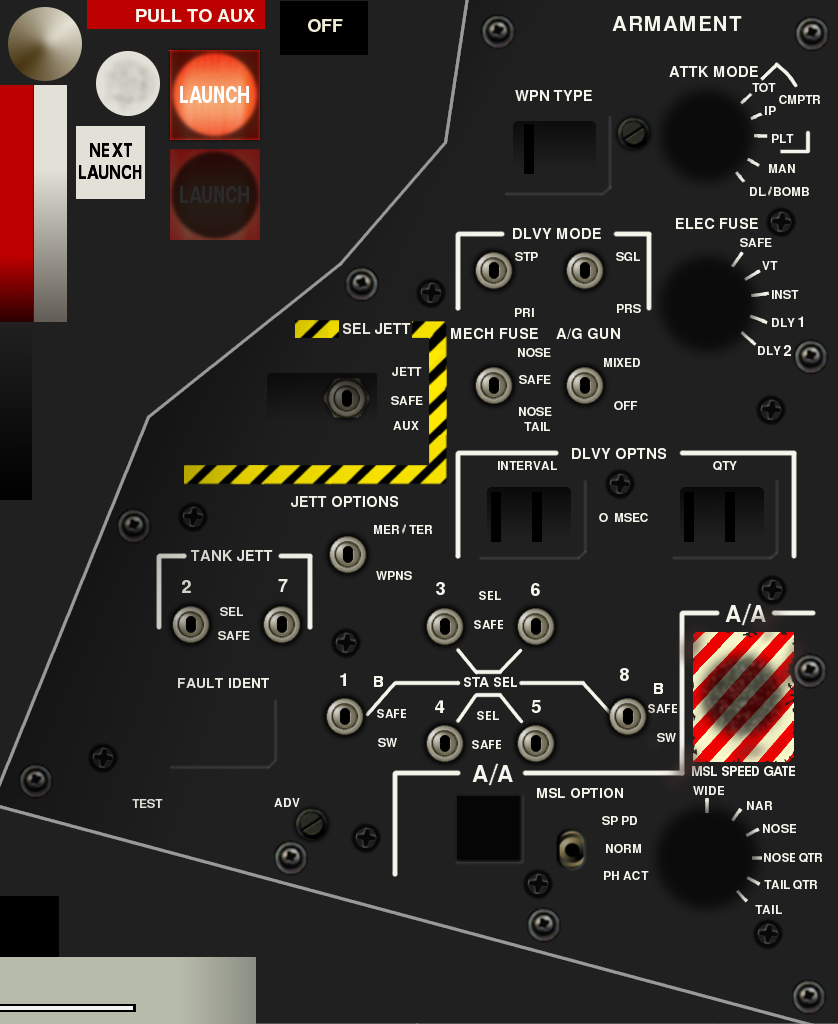 PULL TO AUX
OFF
LAUNCH
NEXT
LAUNCH
LAUNCH
ARMAMENT
WPN TYPE
ATTK MODE
TOT
CMPTR
IP
PLT
MAN
DL/BOMB
DLVY MODE
STP
SGL
PRI
PRS
ELEC FUSE
SAFE
VT
INST
DLY 1
DLY 2
SEL JETT
JETT
SAFE
AUX
MECH FUSE
A/G GUN
NOSE
SAFE
NOSE
TAIL
MIXED
OFF
DLVY OPTNS
INTERVAL
QTY
O MSEC
JETT OPTIONS
MER/TER
WPNS
TANK JETT
2
7
SEL
SAFE
3
SEL
6
SAFE
A/A
FAULT IDENT
1
B
STA SEL
8
B
SAFE
SAFE
SW
SW
4
SEL
5
SAFE
MSL SPEED GATE
A/A
TEST
ADV
MSL OPTION
SP PD
NORM
PH ACT
WIDE
NAR
NOSE
NOSE QTR
TAIL QTR
TAIL